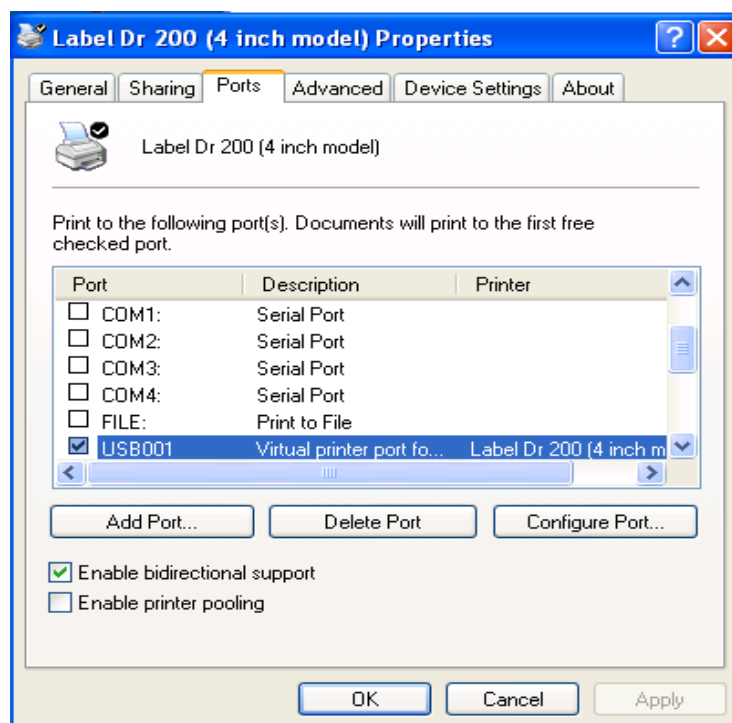 Label Dr 200 (4 inch model) Properties
General Sharing Ports Advanced Device Settings About
Label Dr 200 (4 inch model)
Print to the following port(s). Documents will print to the first free
checked port.
Port Description Printer
COM1: Serial Port
COM2: Serial Port
COM3: Serial Port
COM4: Serial Port
FILE: Print to File
USB001 Virtual printer port fo... Label Dr 200 (4 inch m
Add Port... Delete Port Configure Port...
Enable bidirectional support
Enable printer pooling
OK Cancel Apply